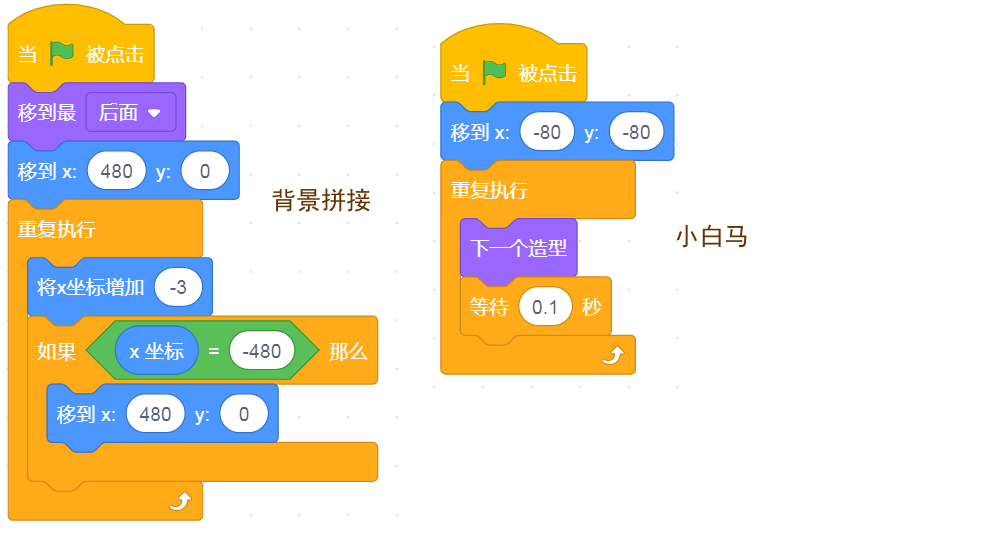 当 被点击
移到最 后面
移到 x: 480 y: 0
重复执行
将x坐标增加 -3
如果 x 坐标 = -480 那么
移到 x: 480 y: 0
背景拼接
当 被点击
移到 x: -80 y: -80
重复执行
下一个造型
等待 0.1 秒
小白马